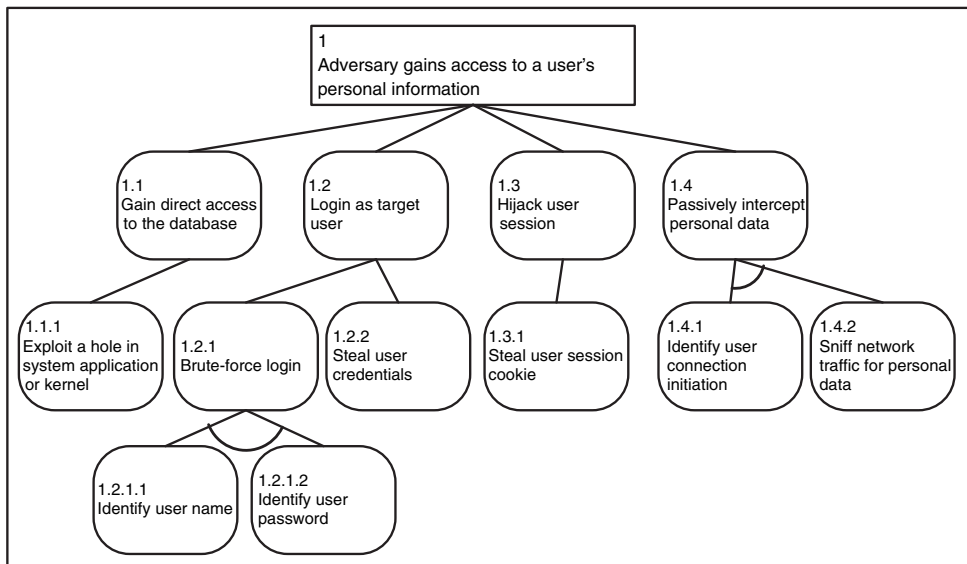 1
Adversary gains access to a user's
personal information
1.1
Gain direct access
to the database
1.2
Login as target
user
1.3
Hijack user
session
1.4
Passively intercept
personal data
1.1.1
Exploit a hole in
system application
or kernel
1.2.1
Brute-force login
1.2.2
Steal user
credentials
1.3.1
Steal user session
cookie
1.4.1
Identify user
connection
initiation
1.4.2
Sniff network
traffic for personal
data
1.2.1.1
Identify user name
1.2.1.2
Identify user
password